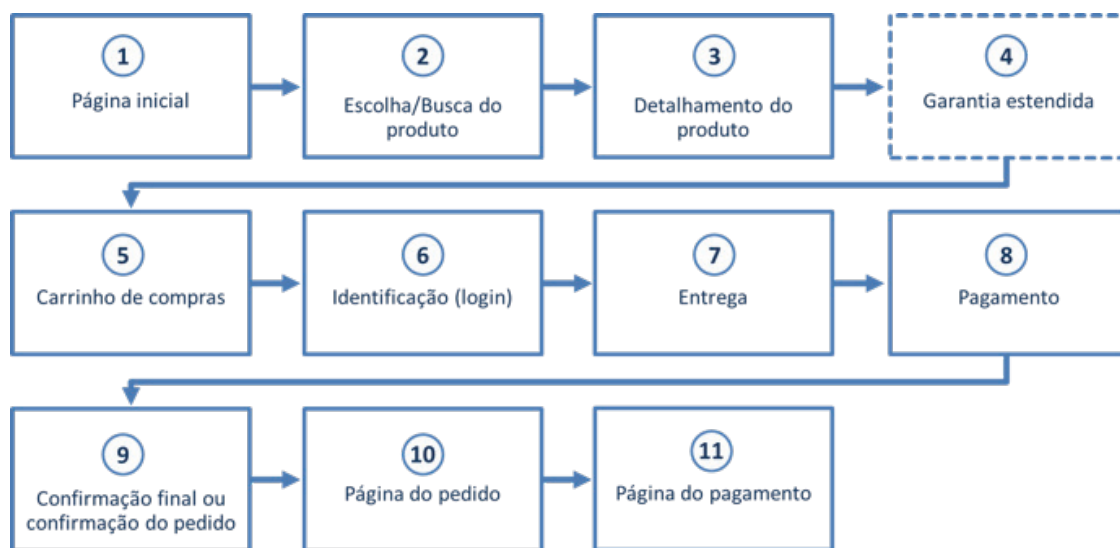 1
Página inicial
2
Escolha/Busca do
produto
3
Detalhamento do
produto
4
Garantia estendida
5
Carrinho de compras
6
Identificação (login)
7
Entrega
8
Pagamento
9
Confirmação final ou
confirmação do pedido
10
Página do pedido
11
Página do pagamento